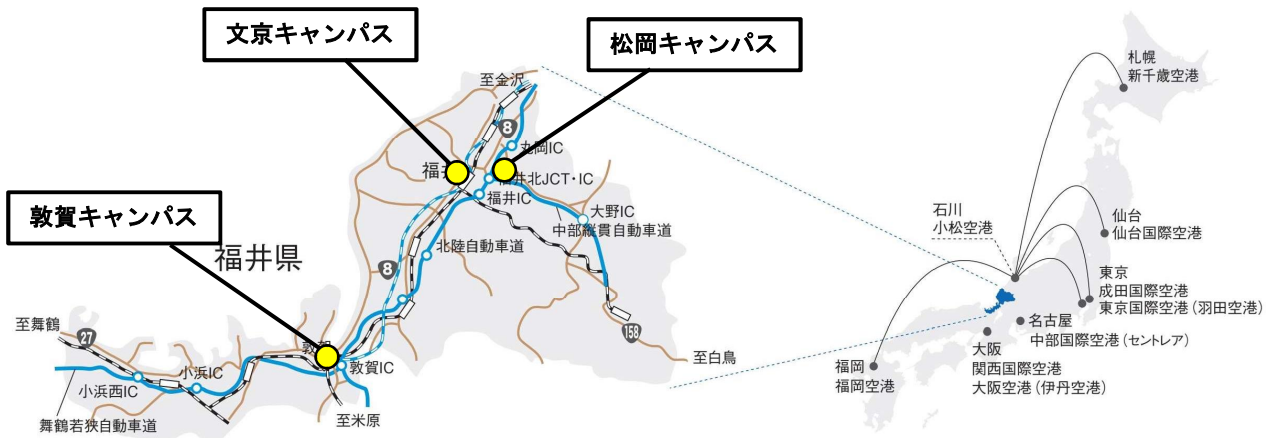 文京キャンパス
松岡キャンパス
敦賀キャンパス
至金沢
8
丸岡IC
福井北JCT・IC
福井IC
大野IC
中部縦貫自動車道
北陸自動車道
福井県
8
158
至白鳥
至舞鶴
27
小浜IC
小浜西IC
敦賀IC
至米原
舞鶴若狭自動車道
札幌
新千歳空港
石川
小松空港
仙台
仙台国際空港
東京
成田国際空港
東京国際空港(羽田空港)
名古屋
中部国際空港(セントレア)
大阪
関西国際空港
大阪空港(伊丹空港)
福岡
福岡空港